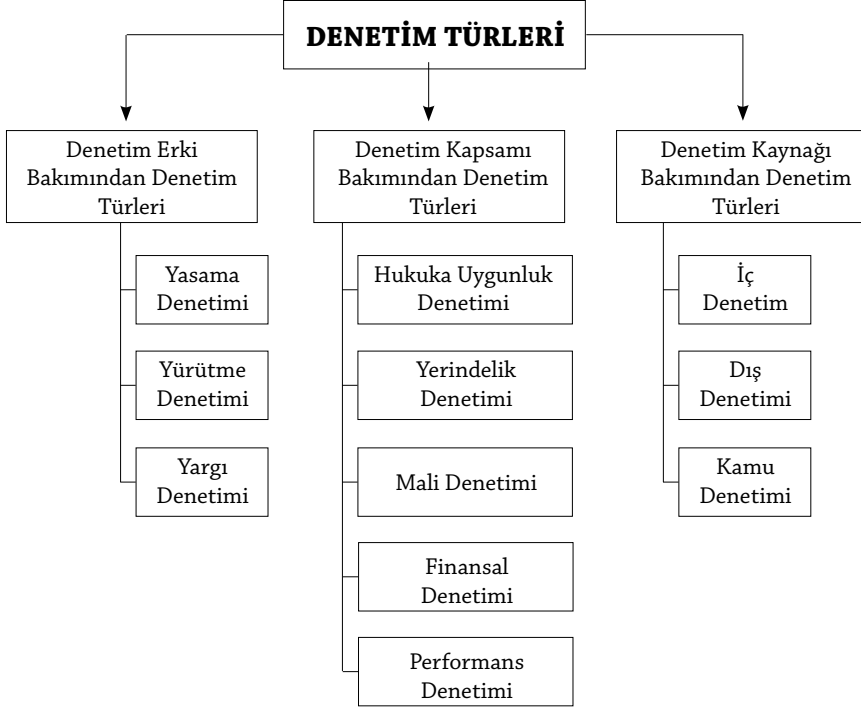 DENETİM TÜRLERİ
Denetim Erki
Bakımından Denetim
Türleri
Yasama
Denetimi
Yürütme
Denetimi
Yargı
Denetimi
Denetim Kapsamı
Bakımından Denetim
Türleri
Hukuka Uygunluk
Denetimi
Yerindelik
Denetimi
Mali Denetimi
Finansal
Denetimi
Performans
Denetimi
Denetim Kaynağı
Bakımından Denetim
Türleri
İç
Denetim
Dış
Denetimi
Kamu
Denetimi